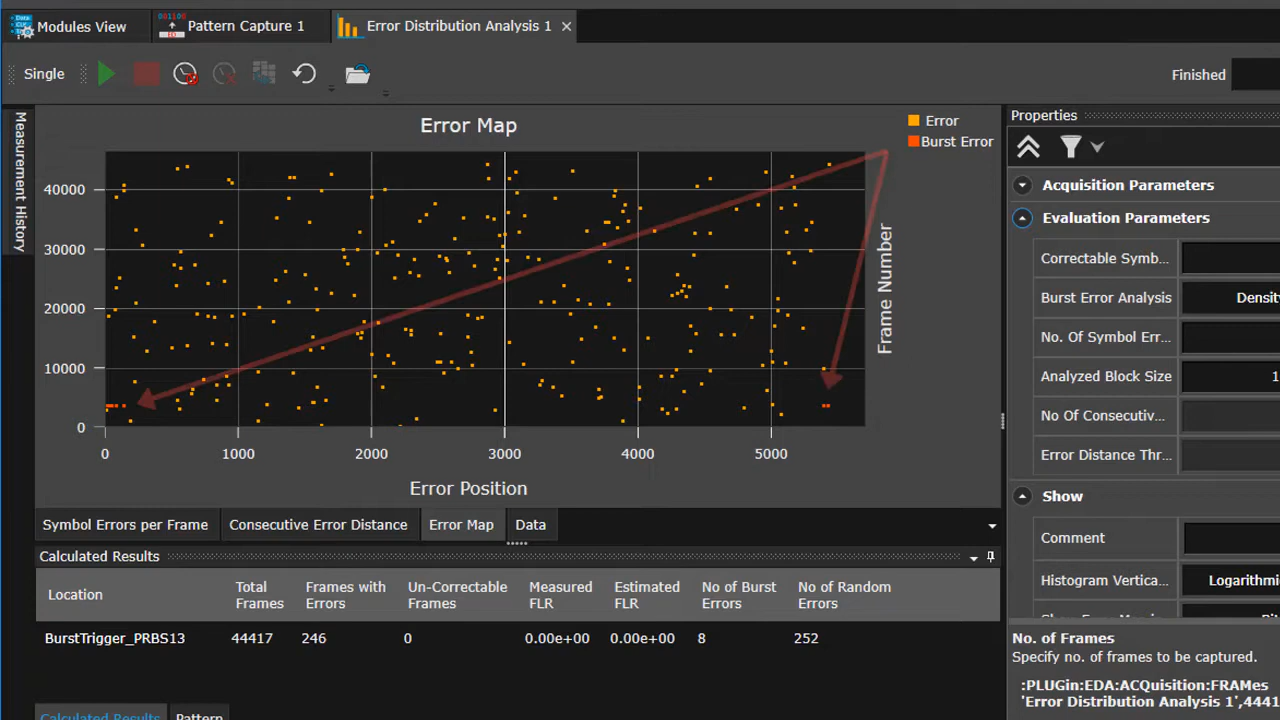 Modules View
Pattern Capture 1
Error Distribution Analysis 1
Single
Finished
Measurement History
Error Map
Error
Burst Error
40000
30000
20000
10000
0
Frame Number
0 1000 2000 3000 4000 5000
Error Position
Symbol Errors per Frame
Consecutive Error Distance
Error Map
Data
Calculated Results
Location
Total Frames
Frames with Errors
Un-Correctable Frames
Measured FLR
Estimated FLR
No of Burst Errors
No of Random Errors
BurstTrigger_PRBS13 44417 246 0 0.00e+00 0.00e+00 8 252
Calculated Results
Pattern
Properties
Acquisition Parameters
Evaluation Parameters
Correctable Symb...
Burst Error Analysis Density
No. Of Symbol Err...
Analyzed Block Size 1
No Of Consecutiv...
Error Distance Thr...
Show
Comment
Histogram Vertica... Logarithmi
No. of Frames
Specify no. of frames to be captured.
:PLUGin:EDA:ACQuisition:FRAMes
'Error Distribution Analysis 1',4441